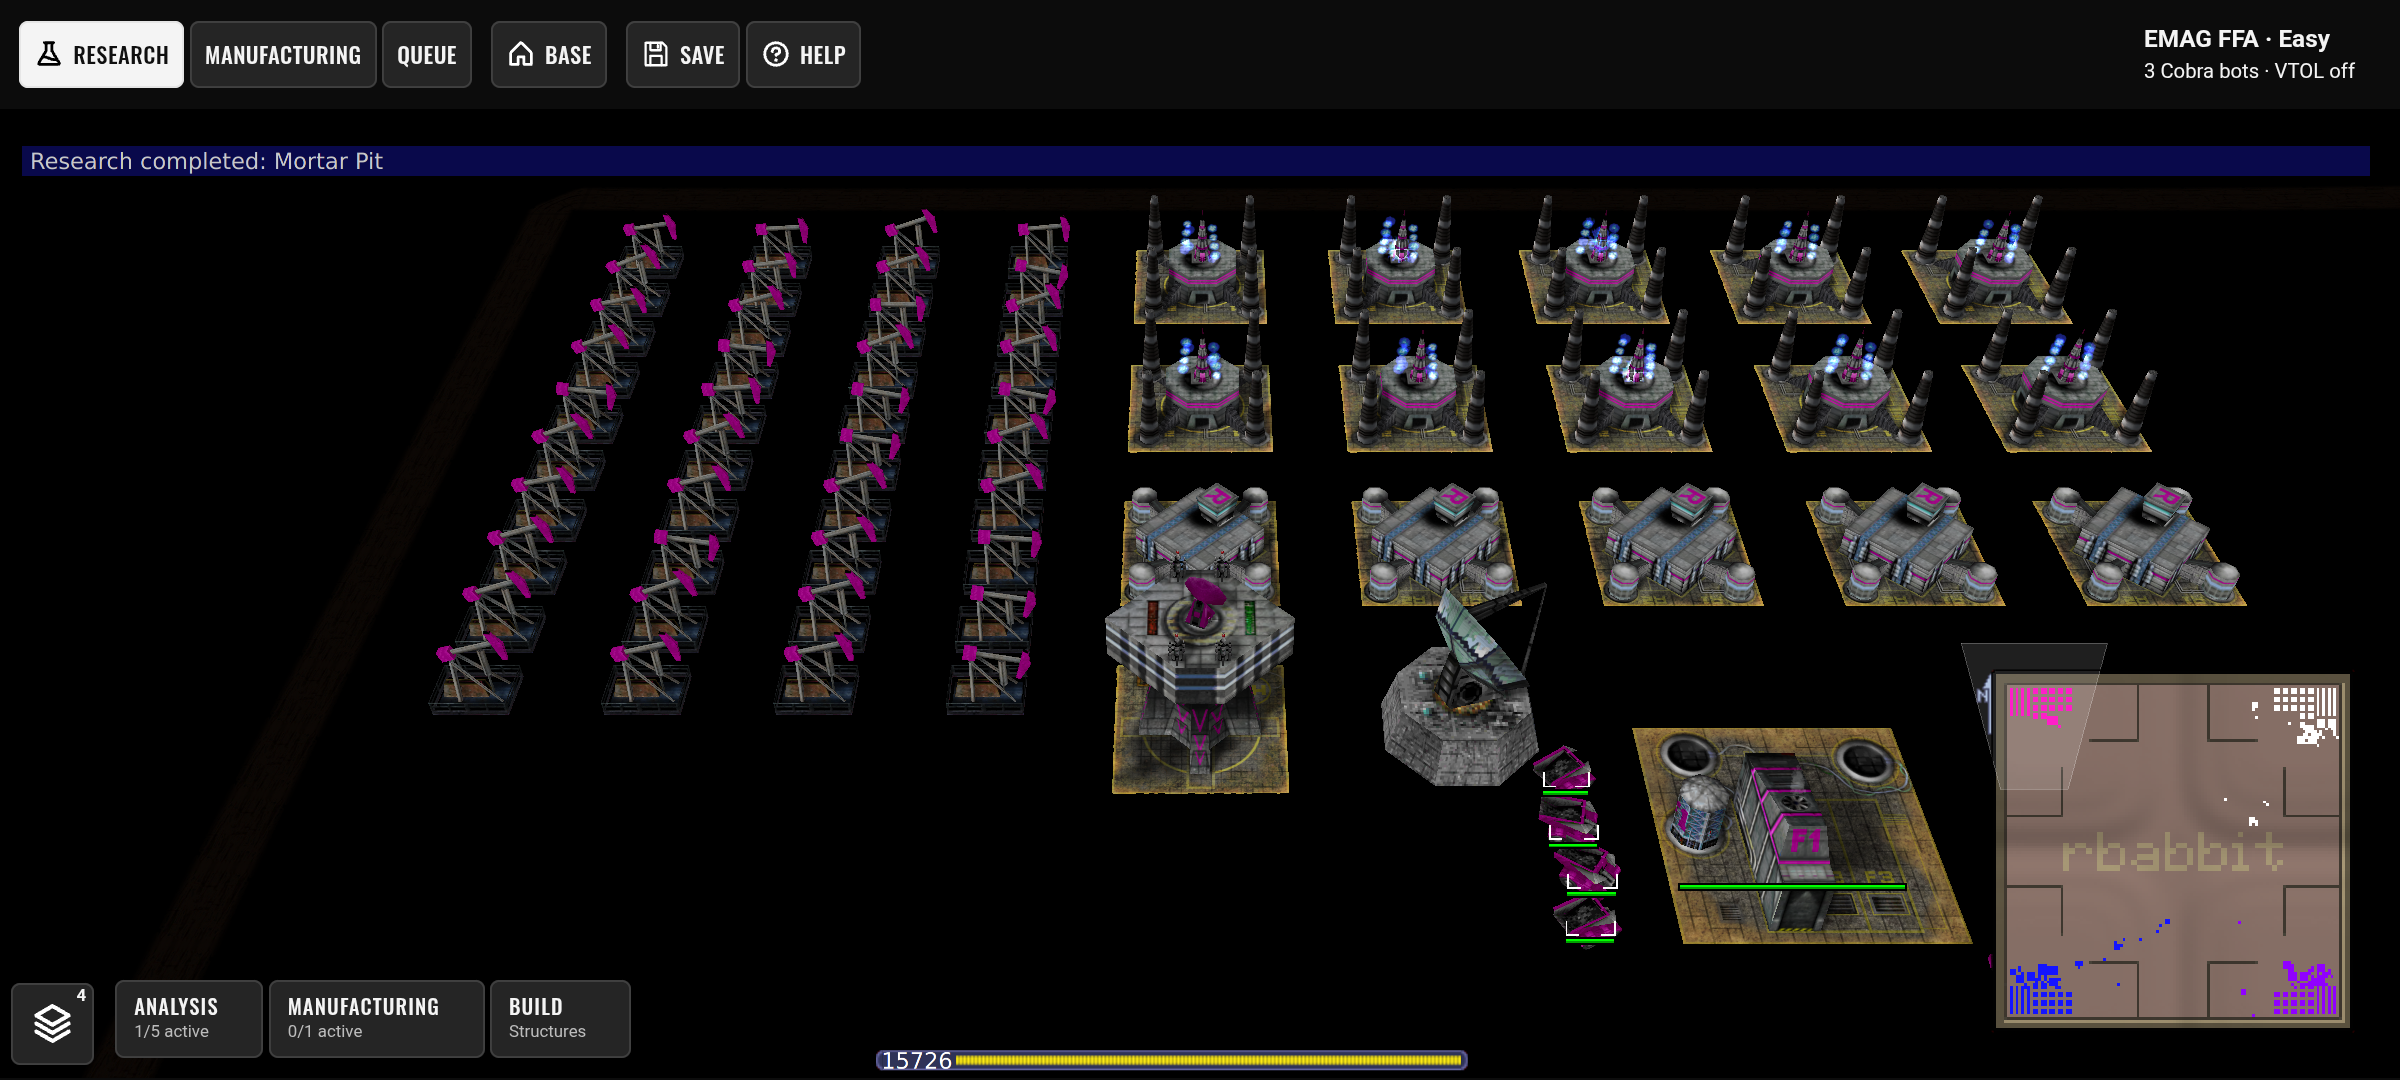 RESEARCH
MANUFACTURING
QUEUE
BASE
SAVE
HELP
EMAG FFA · Easy
3 Cobra bots · VTOL off
Research completed: Mortar Pit
R
R
R
R
R
N
F1
rbabbit
4
ANALYSIS
1/5 active
MANUFACTURING
0/1 active
BUILD
Structures
15726